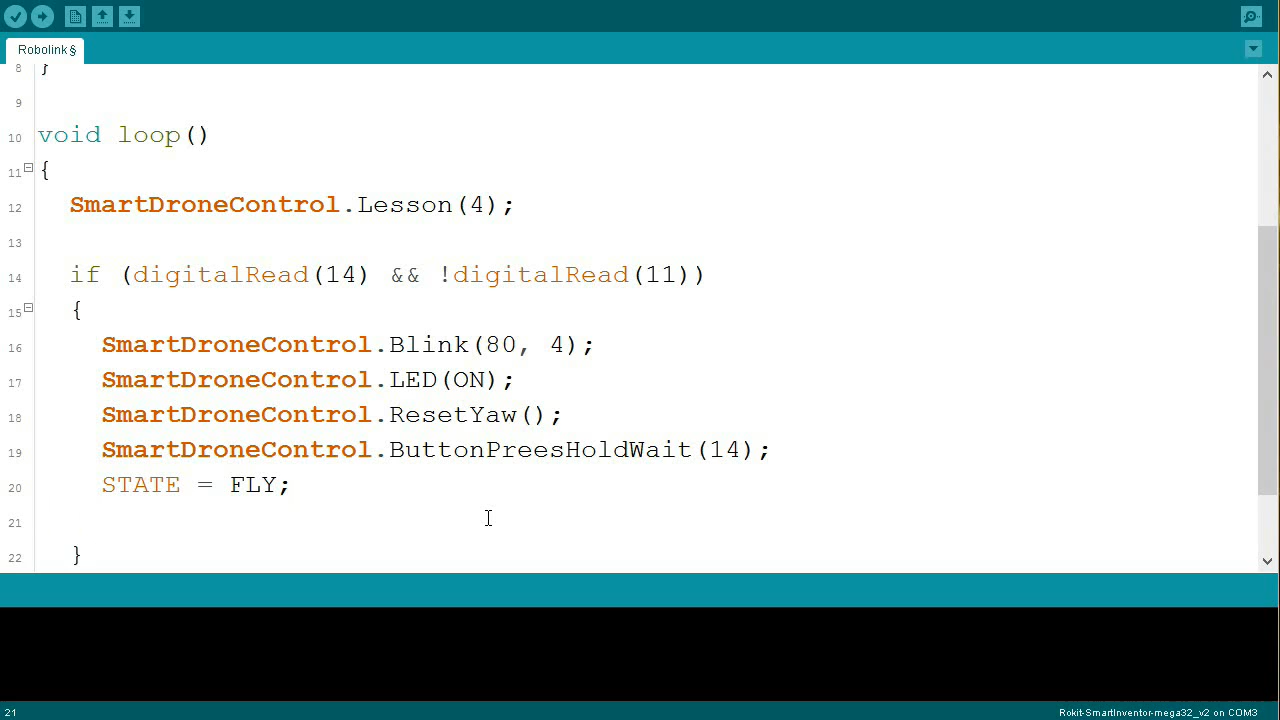 Robolink §
8 }
9
10 void loop()
11 {
12 SmartDroneControl.Lesson(4);
13
14 if (digitalRead(14) && !digitalRead(11))
15 {
16 SmartDroneControl.Blink(80, 4);
17 SmartDroneControl.LED(ON);
18 SmartDroneControl.ResetYaw();
19 SmartDroneControl.ButtonPreesHoldWait(14);
20 STATE = FLY;
21
22 }
21 Rokit-SmartInventor-mega32_v2 on COM3